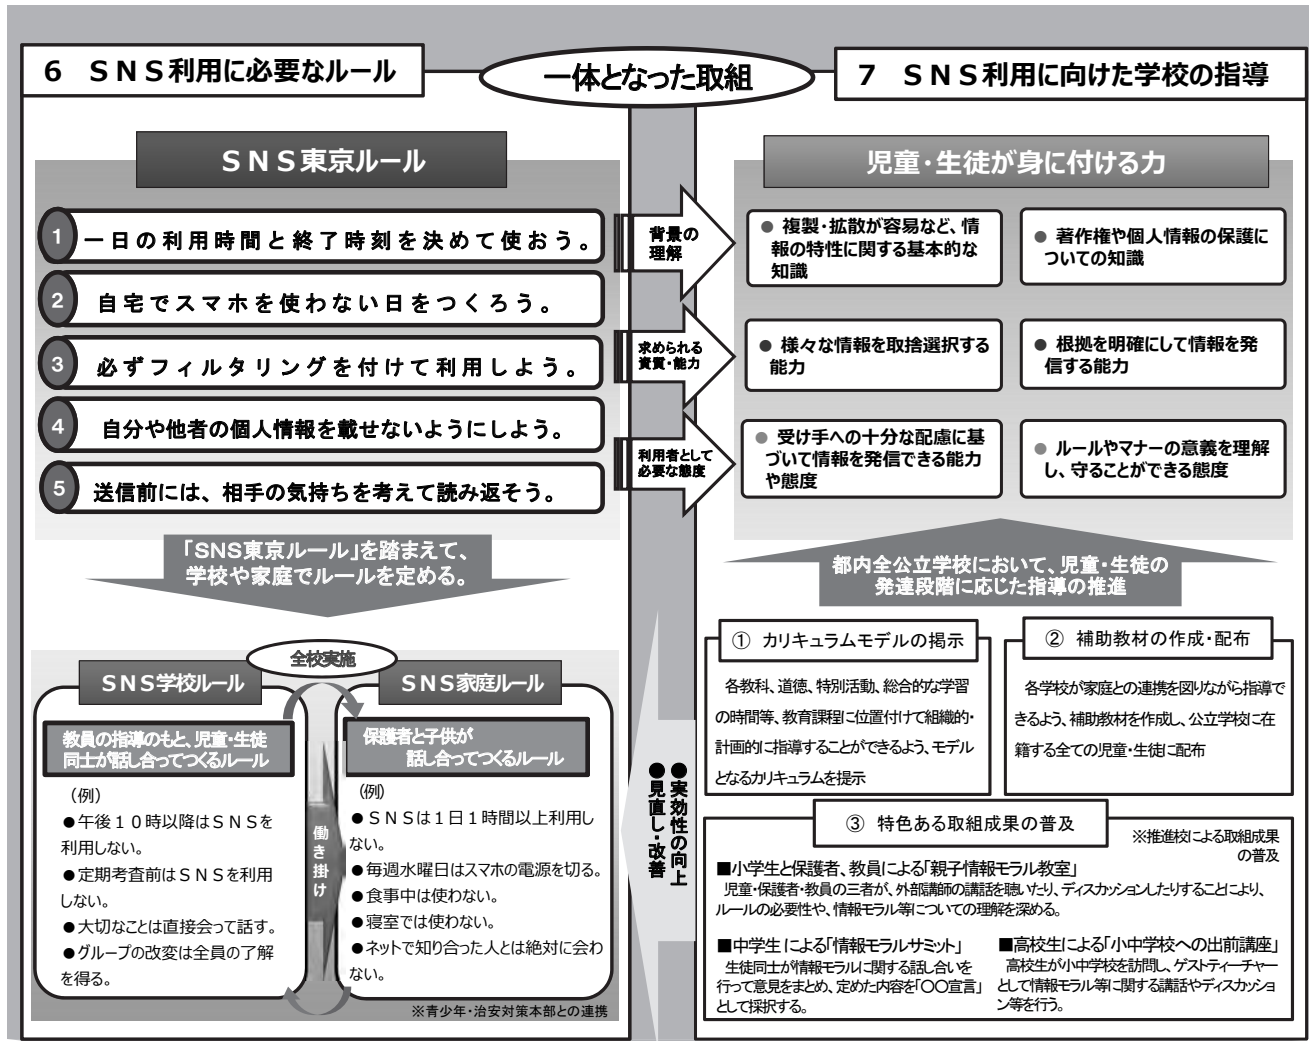 6　ＳＮＳ利用に必要なルール
一体となった取組
7　ＳＮＳ利用に向けた学校の指導
ＳＮＳ東京ルール
1 一日の利用時間と終了時刻を決めて使おう。
2 自宅でスマホを使わない日をつくろう。
3 必ずフィルタリングを付けて利用しよう。
4 自分や他者の個人情報を載せないようにしよう。
5 送信前には、相手の気持ちを考えて読み返そう。
「SNS東京ルール」を踏まえて、
学校や家庭でルールを定める。
背景の
理解
求められる
資質・能力
利用者として
必要な態度
児童・生徒が身に付ける力
● 複製・拡散が容易など、情
報の特性に関する基本的な
知識
● 著作権や個人情報の保護に
ついての知識
● 様々な情報を取捨選択する
能力
● 根拠を明確にして情報を発
信する能力
● 受け手への十分な配慮に基
づいて情報を発信できる能力
や態度
● ルールやマナーの意義を理解
し、守ることができる態度
都内全公立学校において、児童・生徒の
発達段階に応じた指導の推進
全校実施
ＳＮＳ学校ルール
教員の指導のもと、児童・生徒
同士が話し合ってつくるルール
（例）
●午後１０時以降はＳＮＳを
利用しない。
●定期考査前はＳＮＳを利用
しない。
●大切なことは直接会って話す。
●グループの改変は全員の了解
を得る。
働き掛け
ＳＮＳ家庭ルール
保護者と子供が
話し合ってつくるルール
（例）
●ＳＮＳは１日１時間以上利用し
ない。
●毎週水曜日はスマホの電源を切る。
●食事中は使わない。
●寝室では使わない。
●ネットで知り合った人とは絶対に会わ
ない。
※青少年・治安対策本部との連携
●実効性の向上
●見直し・改善
① カリキュラムモデルの掲示
各教科、道徳、特別活動、総合的な学習
の時間等、教育課程に位置付けて組織的・
計画的に指導することができるよう、モデル
となるカリキュラムを提示
② 補助教材の作成・配布
各学校が家庭との連携を図りながら指導で
きるよう、補助教材を作成し、公立学校に在
籍する全ての児童・生徒に配布
③ 特色ある取組成果の普及
※推進校による取組成果
の普及
■小学生と保護者、教員による「親子情報モラル教室」
児童・保護者・教員の三者が、外部講師の講話を聴いたり、ディスカッションしたりすることにより、
ルールの必要性や、情報モラル等についての理解を深める。
■中学生による「情報モラルサミット」
生徒同士が情報モラルに関する話し合いを
行って意見をまとめ、定めた内容を「〇〇宣言」
として採択する。
■高校生による「小中学校への出前講座」
高校生が小中学校を訪問し、ゲストティーチャー
として情報モラル等に関する講話やディスカッショ
ン等を行う。